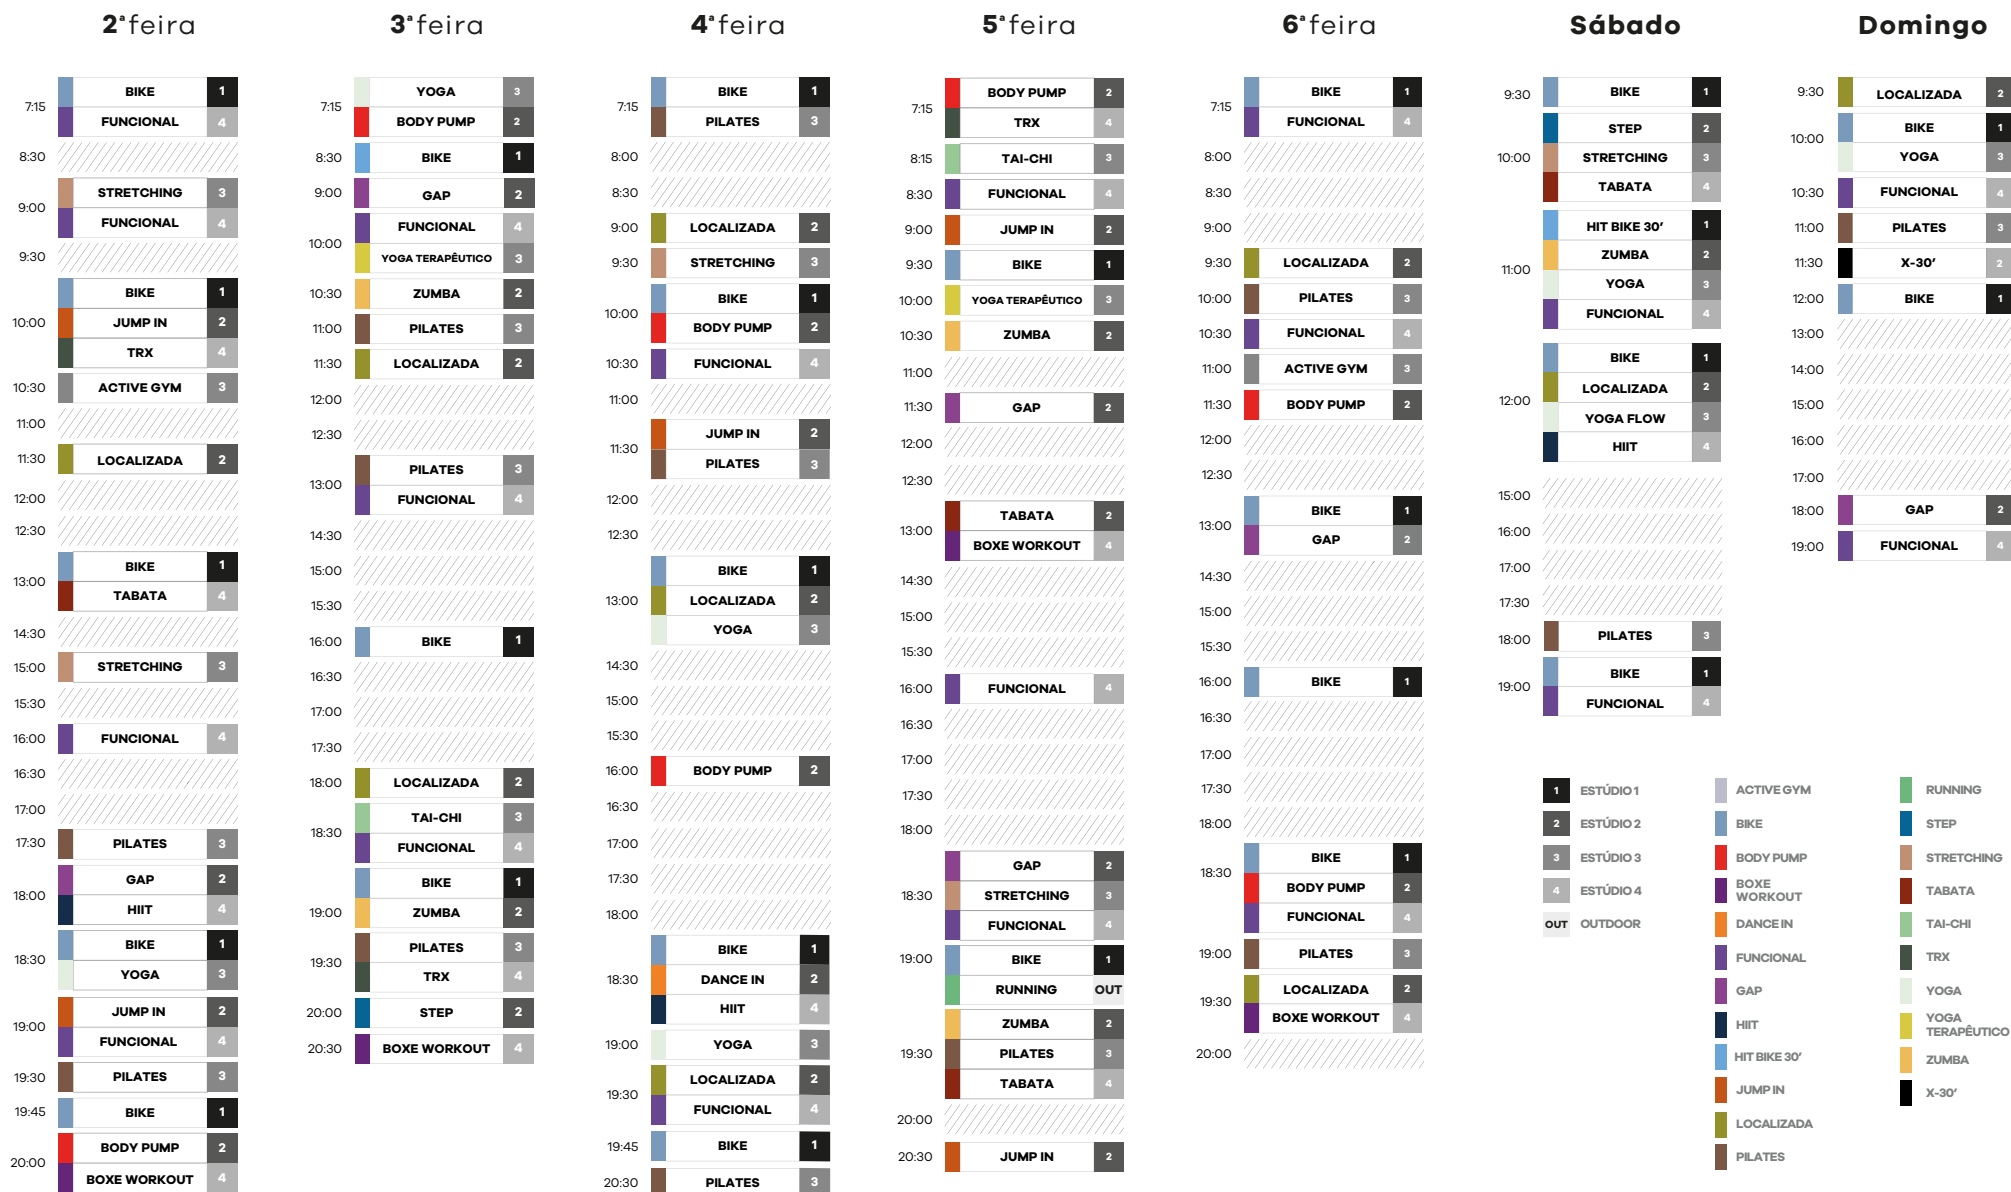 2ªfeira
7:15
BIKE 1
FUNCIONAL 4
8:30
9:00
STRETCHING 3
FUNCIONAL 4
9:30
10:00
BIKE 1
JUMP IN 2
TRX 4
10:30 ACTIVE GYM 3
11:00
11:30 LOCALIZADA 2
12:00
12:30
13:00
BIKE 1
TABATA 4
14:30
15:00 STRETCHING 3
15:30
16:00 FUNCIONAL 4
16:30
17:00
17:30 PILATES 3
18:00
GAP 2
HIIT 4
18:30
BIKE 1
YOGA 3
19:00
JUMP IN 2
FUNCIONAL 4
19:30 PILATES 3
19:45 BIKE 1
20:00
BODY PUMP 2
BOXE WORKOUT 4
3ªfeira
7:15
YOGA 3
BODY PUMP 2
8:30 BIKE 1
9:00 GAP 2
10:00
FUNCIONAL 4
YOGA TERAPÊUTICO 3
10:30 ZUMBA 2
11:00 PILATES 3
11:30 LOCALIZADA 2
12:00
12:30
13:00
PILATES 3
FUNCIONAL 4
14:30
15:00
15:30
16:00 BIKE 1
16:30
17:00
17:30
18:00 LOCALIZADA 2
18:30
TAI-CHI 3
FUNCIONAL 4
19:00
BIKE 1
ZUMBA 2
19:30
PILATES 3
TRX 4
20:00 STEP 2
20:30 BOXE WORKOUT 4
4ªfeira
7:15
BIKE 1
PILATES 3
8:00
8:30
9:00 LOCALIZADA 2
9:30 STRETCHING 3
10:00
BIKE 1
BODY PUMP 2
10:30 FUNCIONAL 4
11:00
11:30
JUMP IN 2
PILATES 3
12:00
12:30
13:00
BIKE 1
LOCALIZADA 2
YOGA 3
14:30
15:00
15:30
16:00 BODY PUMP 2
16:30
17:00
17:30
18:00
18:30
BIKE 1
DANCE IN 2
HIIT 4
19:00 YOGA 3
19:30
LOCALIZADA 2
FUNCIONAL 4
19:45 BIKE 1
20:30 PILATES 3
5ªfeira
7:15
BODY PUMP 2
TRX 4
8:15 TAI-CHI 3
8:30 FUNCIONAL 4
9:00 JUMP IN 2
9:30 BIKE 1
10:00 YOGA TERAPÊUTICO 3
10:30 ZUMBA 2
11:00
11:30 GAP 2
12:00
12:30
13:00
TABATA 2
BOXE WORKOUT 4
14:30
15:00
15:30
16:00 FUNCIONAL 4
16:30
17:00
17:30
18:00
18:30
GAP 2
STRETCHING 3
FUNCIONAL 4
19:00
BIKE 1
RUNNING OUT
19:30
ZUMBA 2
PILATES 3
TABATA 4
20:00
20:30 JUMP IN 2
6ªfeira
7:15
BIKE 1
FUNCIONAL 4
8:00
8:30
9:00
9:30 LOCALIZADA 2
10:00 PILATES 3
10:30 FUNCIONAL 4
11:00 ACTIVE GYM 3
11:30 BODY PUMP 2
12:00
12:30
13:00
BIKE 1
GAP 2
14:30
15:00
15:30
16:00 BIKE 1
16:30
17:00
17:30
18:00
18:30
BIKE 1
BODY PUMP 2
FUNCIONAL 4
19:00 PILATES 3
19:30
LOCALIZADA 2
BOXE WORKOUT 4
20:00
Sábado
9:30 BIKE 1
10:00
STEP 2
STRETCHING 3
TABATA 4
11:00
HIT BIKE 30’ 1
ZUMBA 2
YOGA 3
FUNCIONAL 4
12:00
BIKE 1
LOCALIZADA 2
YOGA FLOW 3
HIIT 4
15:00
16:00
17:00
17:30
18:00 PILATES 3
19:00
BIKE 1
FUNCIONAL 4
Domingo
9:30 LOCALIZADA 2
10:00
BIKE 1
YOGA 3
10:30 FUNCIONAL 4
11:00 PILATES 3
11:30 X-30’ 2
12:00 BIKE 1
13:00
14:00
15:00
16:00
17:00
18:00 GAP 2
19:00 FUNCIONAL 4
1 ESTÚDIO 1
2 ESTÚDIO 2
3 ESTÚDIO 3
4 ESTÚDIO 4
OUT OUTDOOR
ACTIVE GYM
BIKE
BODY PUMP
BOXE
WORKOUT
DANCE IN
FUNCIONAL
GAP
HIIT
HIT BIKE 30’
JUMP IN
LOCALIZADA
PILATES
RUNNING
STEP
STRETCHING
TABATA
TAI-CHI
TRX
YOGA
YOGA
TERAPÊUTICO
ZUMBA
X-30’